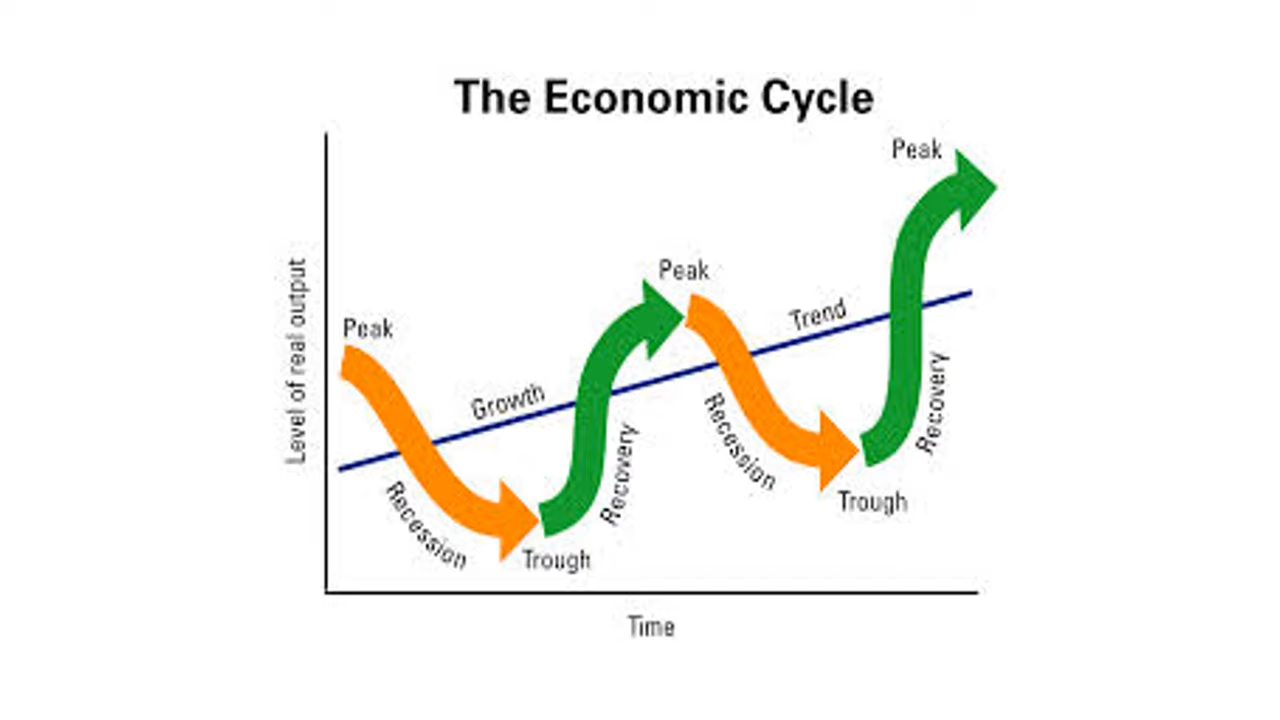 The Economic Cycle
Peak
Peak
Peak
Level of real output
Growth
Trend
Recession
Recovery
Recession
Recovery
Trough
Trough
Time